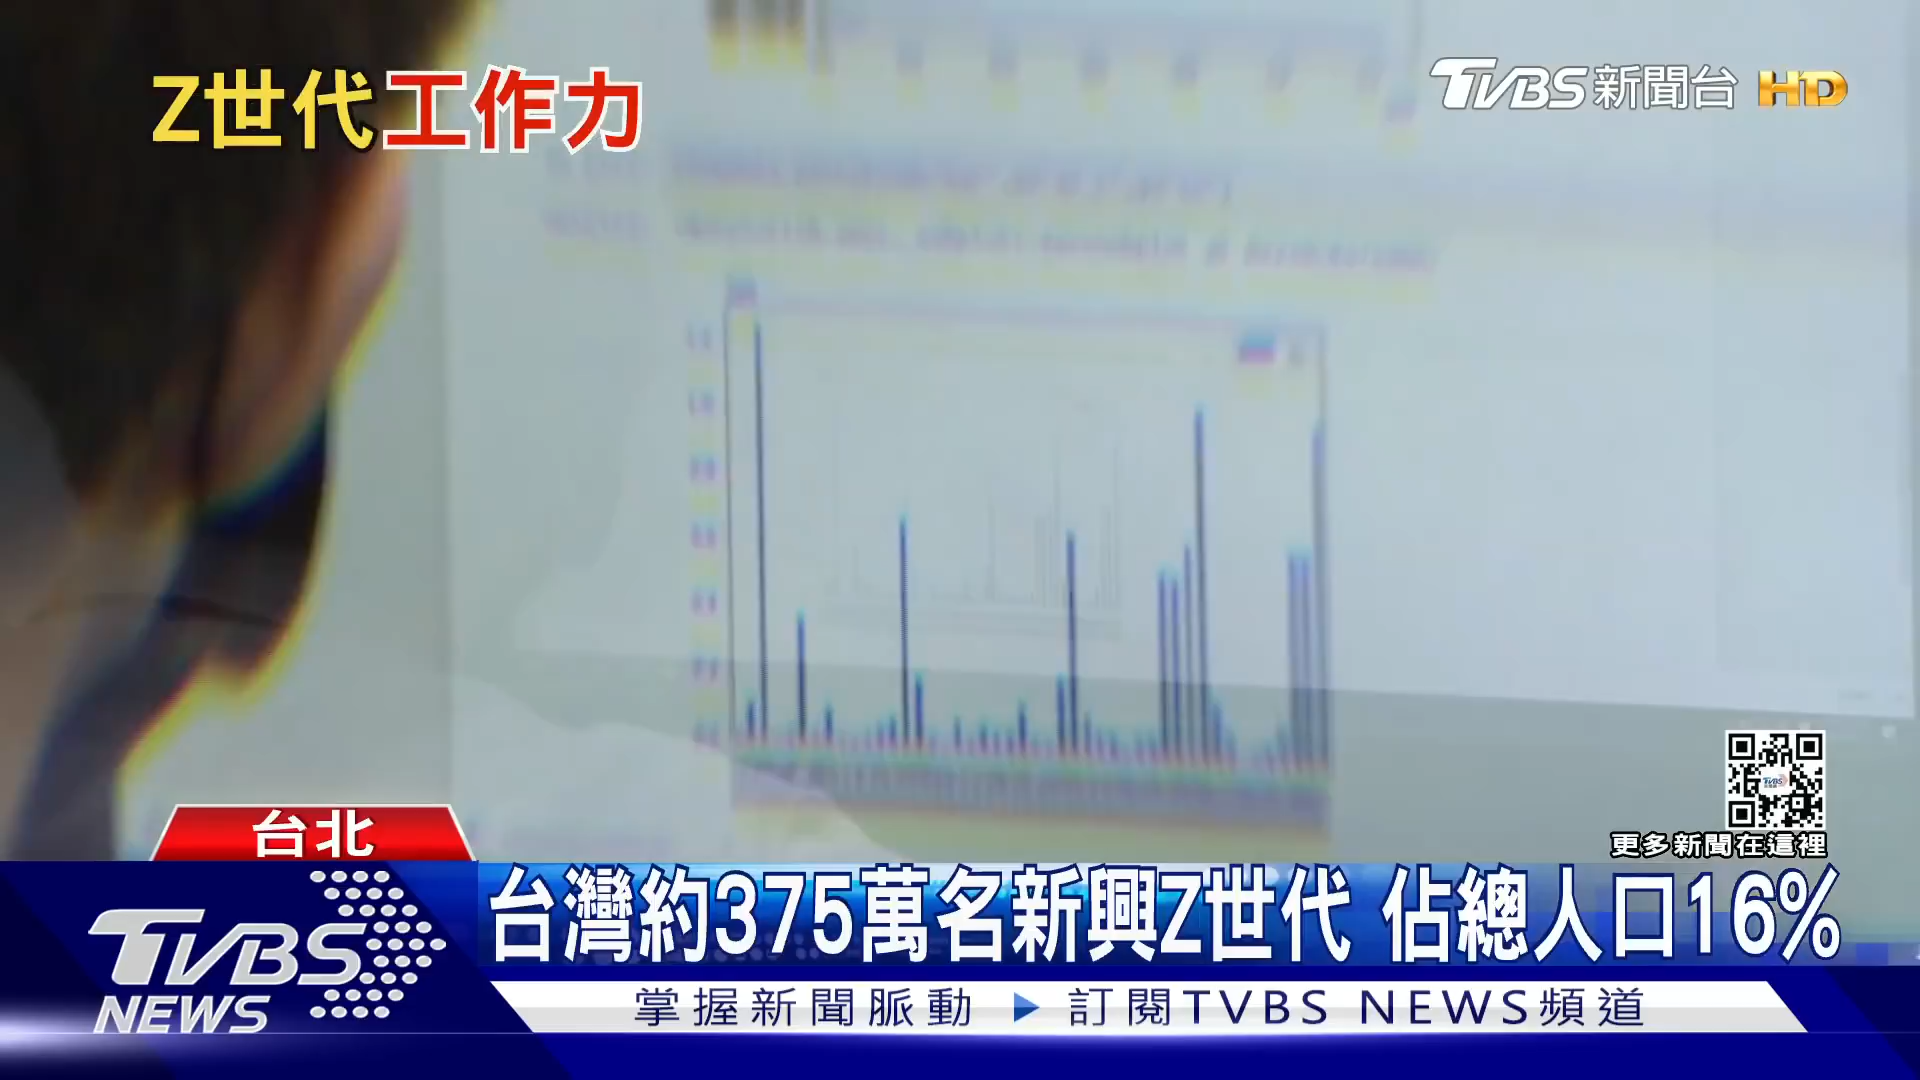 Z世代工作力
TVBS新聞台 HD
TVBS
更多新聞在這裡
台北
台灣約375萬名新興Z世代 佔總人口16%
TVBS
NEWS
掌握新聞脈動 ▶ 訂閱TVBS NEWS頻道